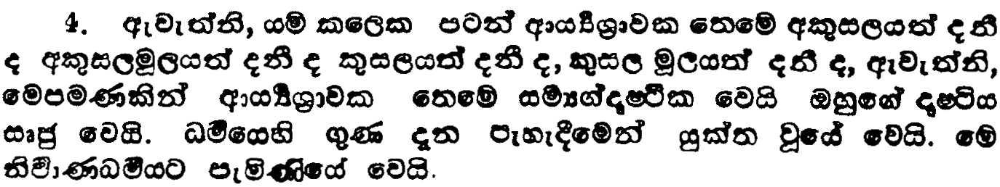 4. ඇවැත්නි, යම් කලෙක පටන් ආර්‍ය්‍යශ්‍රාවක තෙමේ අකුසලයත් දනී
ද අකුසලමූලයත් දනී ද කුසලයත් දනී ද, කුසල මූලයත් දනී ද, ඇවැත්නි,
මෙපමණකින් ආර්‍ය්‍යශ්‍රාවක තෙමේ සම්‍යග්දෘෂ්ටික වෙයි ඔහුගේ දෘෂ්ටිය
ඍජු වෙයි. ධර්‍මයෙහි ගුණ දැන පැහැදීමෙන් යුක්ත වූයේ වෙයි. මේ
නිර්‍වාණධර්‍මයට පැමිණියේ වෙයි.